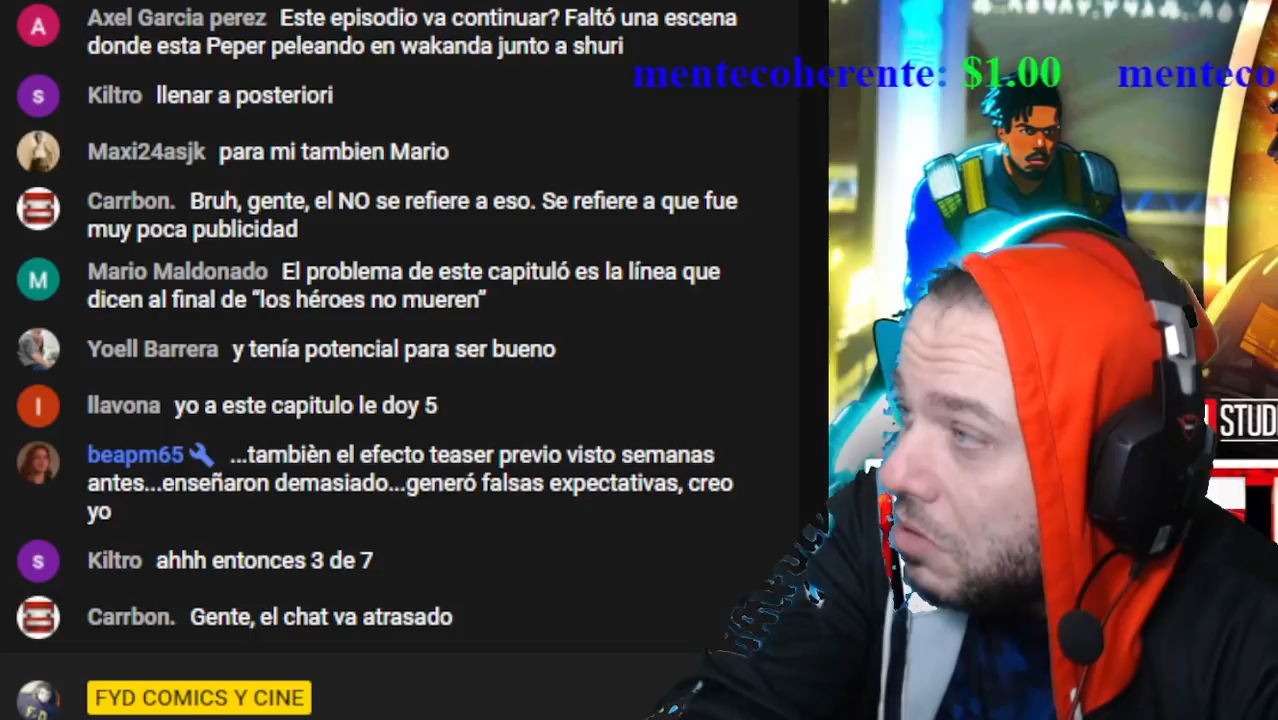 Axel Garcia perez Este episodio va continuar? Faltó una escena
donde esta Peper peleando en wakanda junto a shuri
mentecoherente: $1.00 menteco
Kiltro llenar a posteriori
Maxi24asjk para mi tambien Mario
Carrbon. Bruh, gente, el NO se refiere a eso. Se refiere a que fue
muy poca publicidad
Mario Maldonado El problema de este capituló es la línea que
dicen al final de “los héroes no mueren”
Yoell Barrera y tenía potencial para ser bueno
llavona yo a este capitulo le doy 5
STUD
beapm65 ...tambièn el efecto teaser previo visto semanas
antes...enseñaron demasiado...generó falsas expectativas, creo
yo
Kiltro ahhh entonces 3 de 7
Carrbon. Gente, el chat va atrasado
FYD COMICS Y CINE